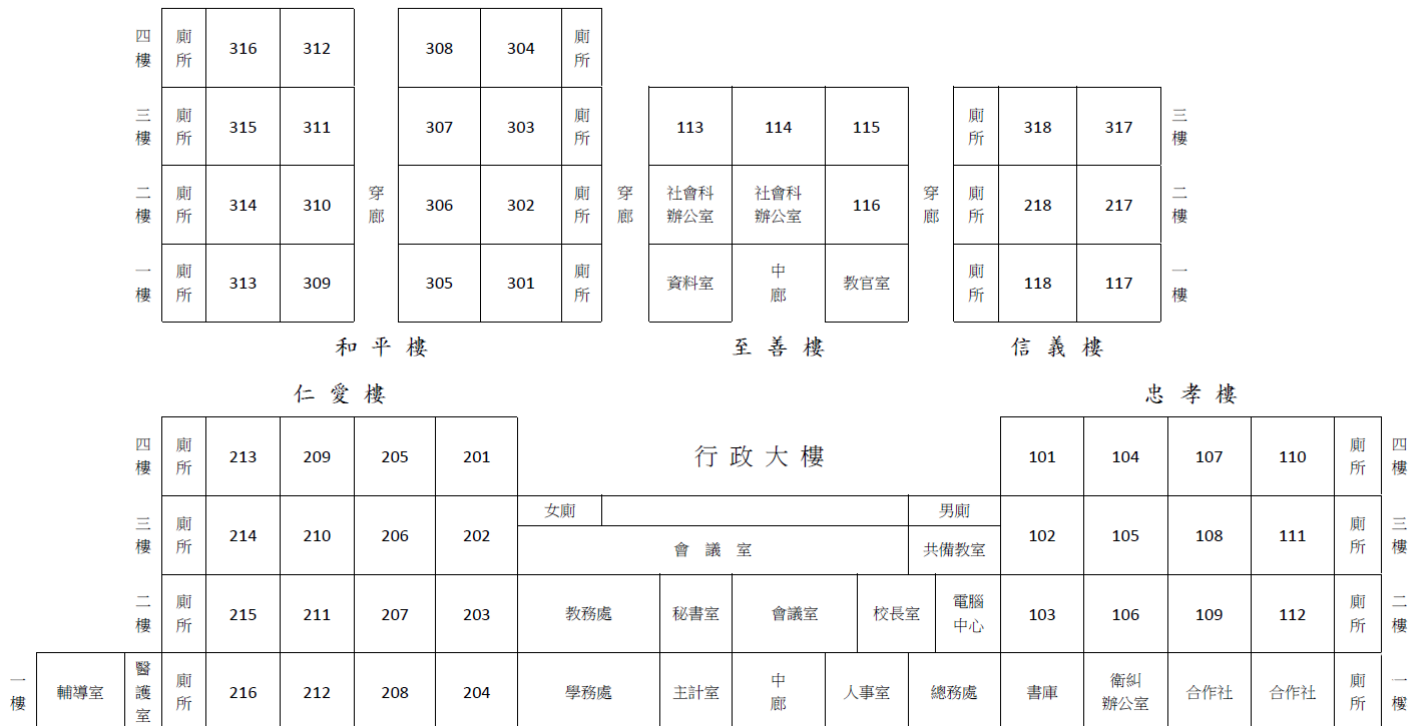 四樓 廁所 316 312 308 304 廁所
三樓 廁所 315 311 307 303 廁所 113 114 115 廁所 318 317 三樓
二樓 廁所 314 310 穿廊 306 302 廁所 穿廊 社會科辦公室 社會科辦公室 116 穿廊 廁所 218 217 二樓
一樓 廁所 313 309 305 301 廁所 資料室 中廊 教官室 廁所 118 117 一樓
和平樓 至善樓 信義樓
仁愛樓 忠孝樓
四樓 廁所 213 209 205 201 行政大樓 101 104 107 110 廁所 四樓
女廁 男廁
三樓 廁所 214 210 206 202 會議室 共備教室 102 105 108 111 廁所 三樓
二樓 廁所 215 211 207 203 教務處 秘書室 會議室 校長室 電腦中心 103 106 109 112 廁所 二樓
一樓 輔導室 醫護室 廁所 216 212 208 204 學務處 主計室 中廊 人事室 總務處 書庫 衛糾辦公室 合作社 合作社 廁所 一樓